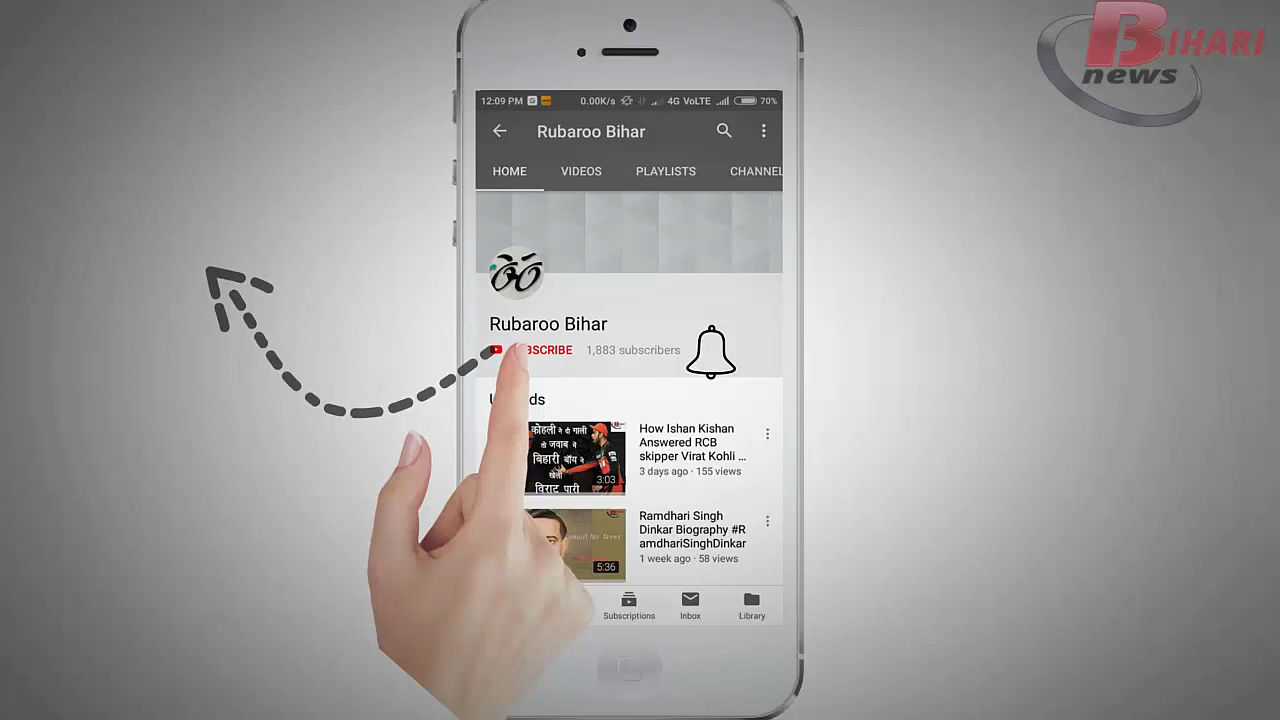 BIHARI
news
12:09 PM 0.00K/s 4G VoLTE 70%
Rubaroo Bihar
HOME VIDEOS PLAYLISTS CHANNEL
Rubaroo Bihar
1,883 subscribers
कोहली ने दी गाली
तो जवाब में
बिहारी बॉय ने
खेली
विराट पारी
3:03
How Ishan Kishan
Answered RCB
skipper Virat Kohli ...
3 days ago · 155 views
5:36
Ramdhari Singh
Dinkar Biography #R
amdhariSinghDinkar
1 week ago · 58 views
Subscriptions Inbox Library